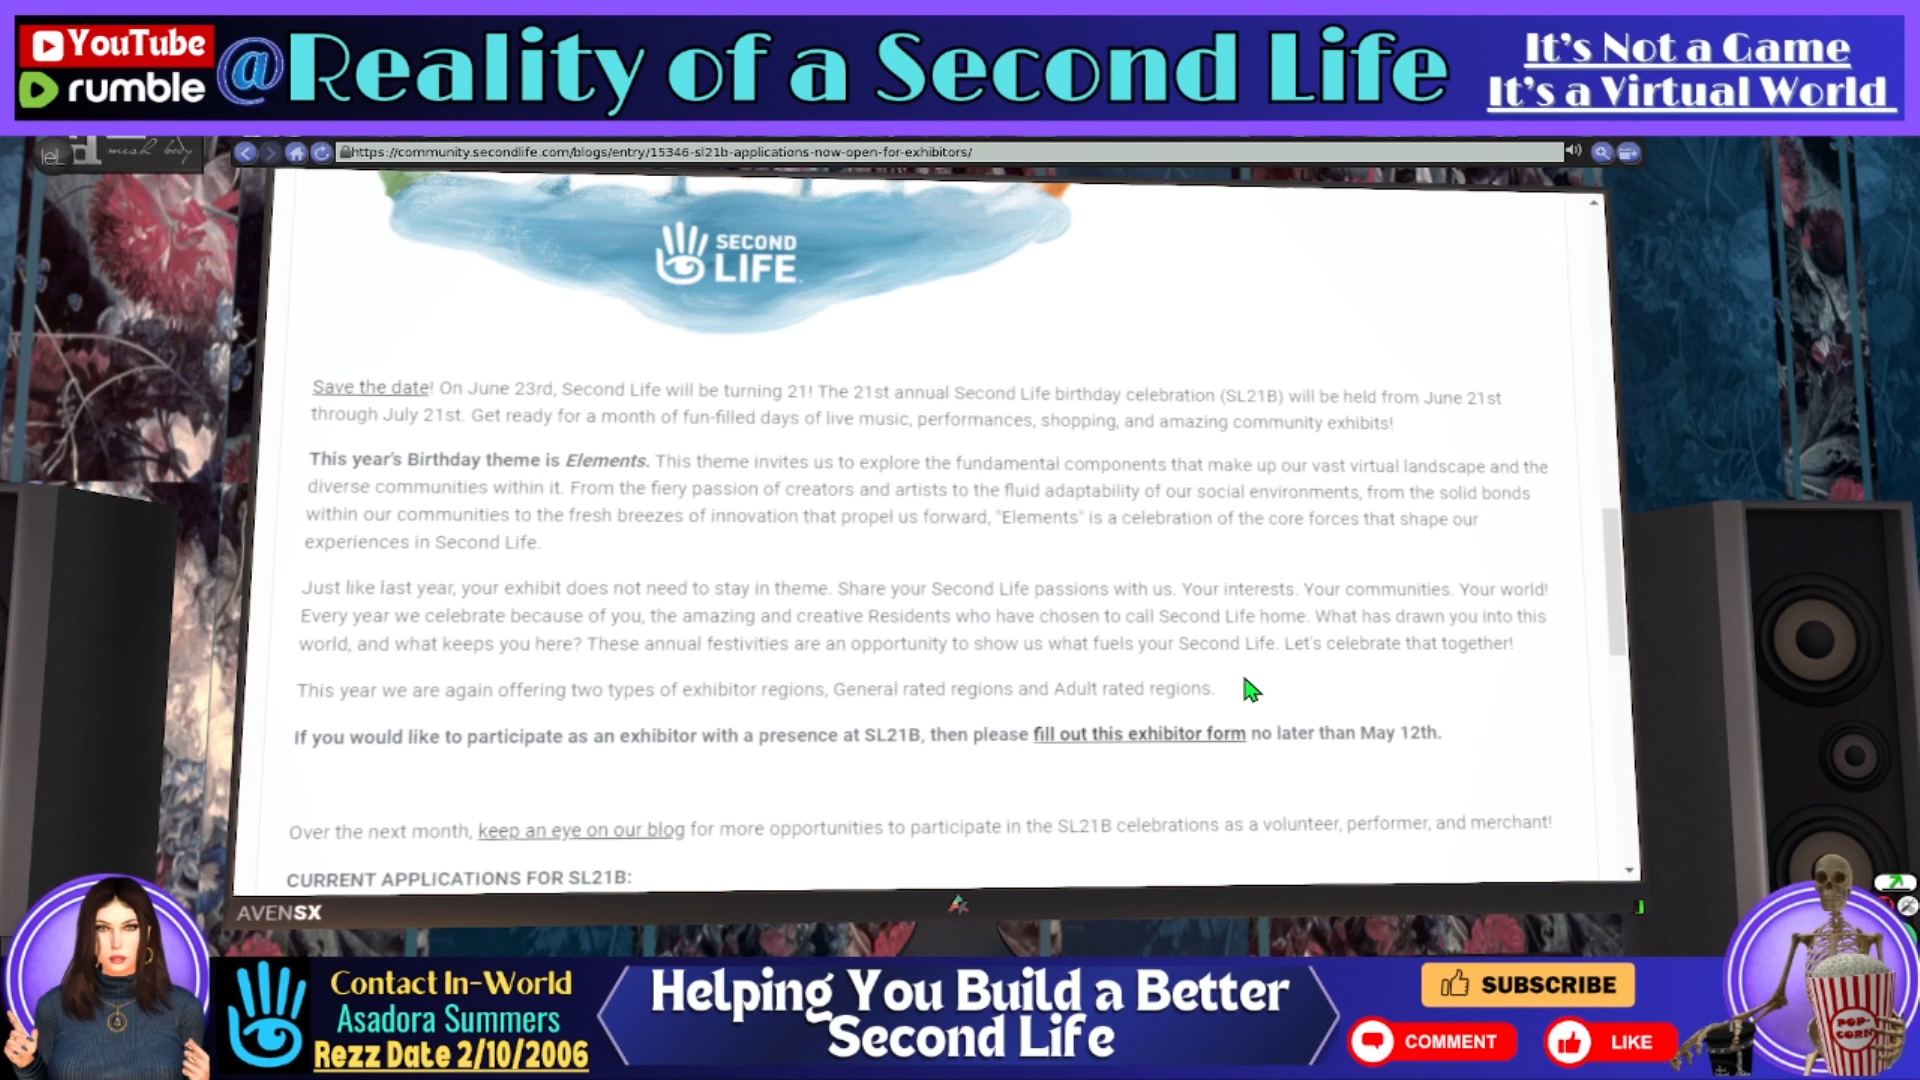 YouTube
rumble
@Reality of a Second Life
It's Not a Game
It's a Virtual World
leL
mesh body
https://community.secondlife.com/blogs/entry/15346-sl21b-applications-now-open-for-exhibitors/
SECOND
LIFE
Save the date! On June 23rd, Second Life will be turning 21! The 21st annual Second Life birthday celebration (SL21B) will be held from June 21st
through July 21st. Get ready for a month of fun-filled days of live music, performances, shopping, and amazing community exhibits!
This year's Birthday theme is Elements. This theme invites us to explore the fundamental components that make up our vast virtual landscape and the
diverse communities within it. From the fiery passion of creators and artists to the fluid adaptability of our social environments, from the solid bonds
within our communities to the fresh breezes of innovation that propel us forward, "Elements" is a celebration of the core forces that shape our
experiences in Second Life.
Just like last year, your exhibit does not need to stay in theme. Share your Second Life passions with us. Your interests. Your communities. Your world!
Every year we celebrate because of you, the amazing and creative Residents who have chosen to call Second Life home. What has drawn you into this
world, and what keeps you here? These annual festivities are an opportunity to show us what fuels your Second Life. Let's celebrate that together!
This year we are again offering two types of exhibitor regions, General rated regions and Adult rated regions.
If you would like to participate as an exhibitor with a presence at SL21B, then please fill out this exhibitor form no later than May 12th.
Over the next month, keep an eye on our blog for more opportunities to participate in the SL21B celebrations as a volunteer, performer, and merchant!
CURRENT APPLICATIONS FOR SL21B:
AVENSX
Contact In-World
Asadora Summers
Rezz Date 2/10/2006
Helping You Build a Better
Second Life
SUBSCRIBE
COMMENT
LIKE
POP-
CORN